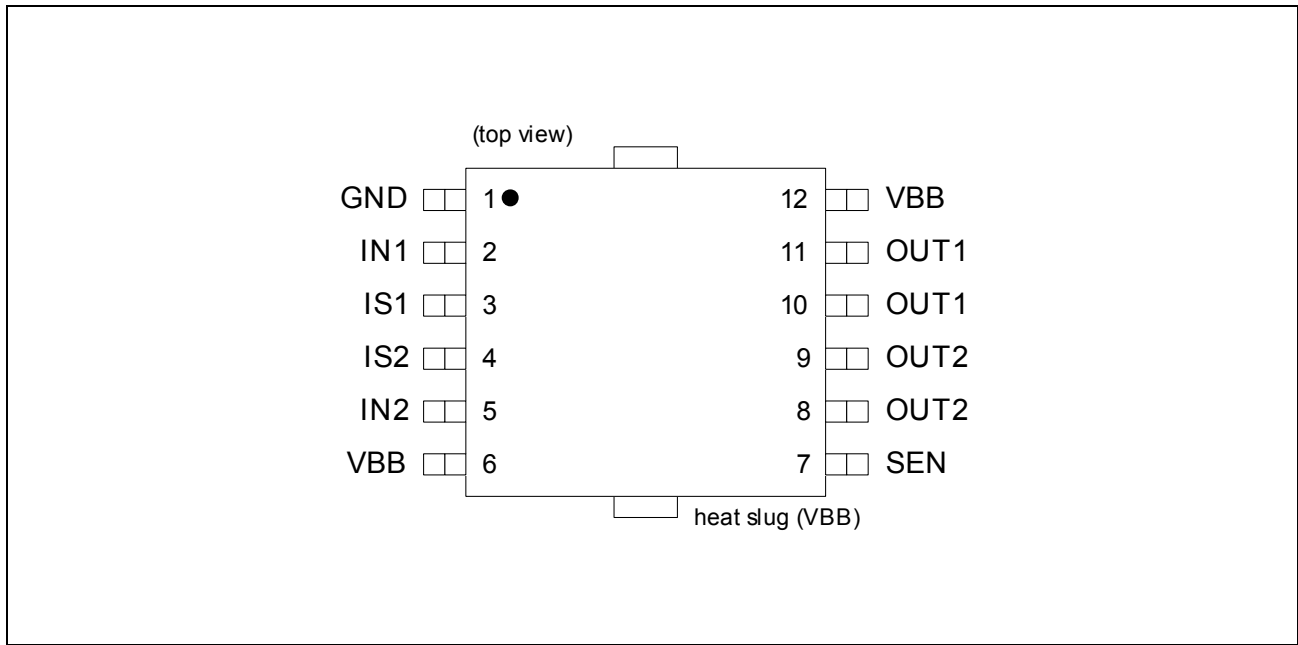 (top view)
GND 1 12 VBB
IN1 2 11 OUT1
IS1 3 10 OUT1
IS2 4 9 OUT2
IN2 5 8 OUT2
VBB 6 7 SEN
heat slug (VBB)